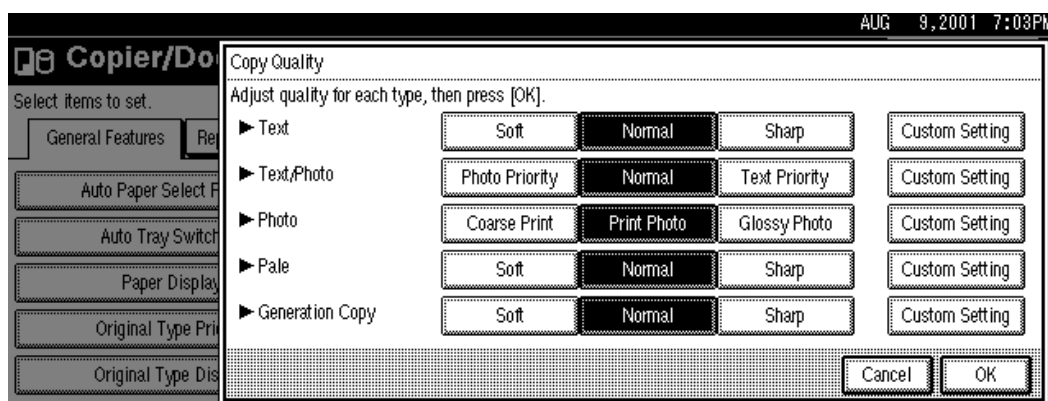 AUG 9,2001 7:03PM
Copier/Do
Select items to set.
General Features Re
Auto Paper Select P
Auto Tray Switch
Paper Display
Original Type Pri
Original Type Dis
Copy Quality
Adjust quality for each type, then press [OK].
► Text Soft Normal Sharp Custom Setting
► Text/Photo Photo Priority Normal Text Priority Custom Setting
► Photo Coarse Print Print Photo Glossy Photo Custom Setting
► Pale Soft Normal Sharp Custom Setting
► Generation Copy Soft Normal Sharp Custom Setting
Cancel OK